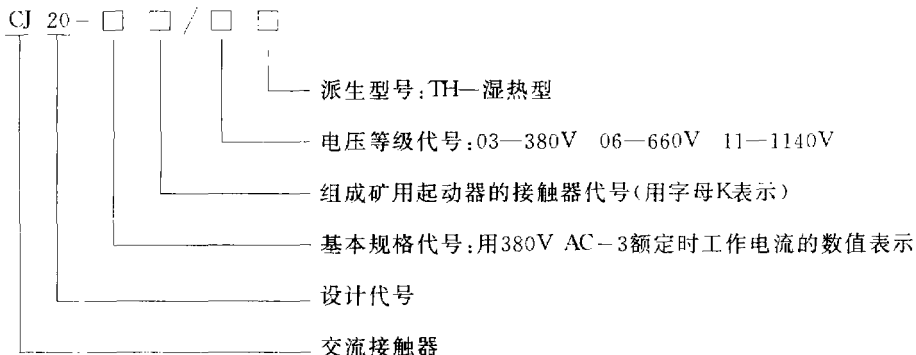 CJ 20-□ □/□ □
派生型号:TH—湿热型
电压等级代号:03—380V 06—660V 11—1140V
组成矿用起动器的接触器代号(用字母K表示)
基本规格代号:用380V AC-3额定时工作电流的数值表示
设计代号
交流接触器